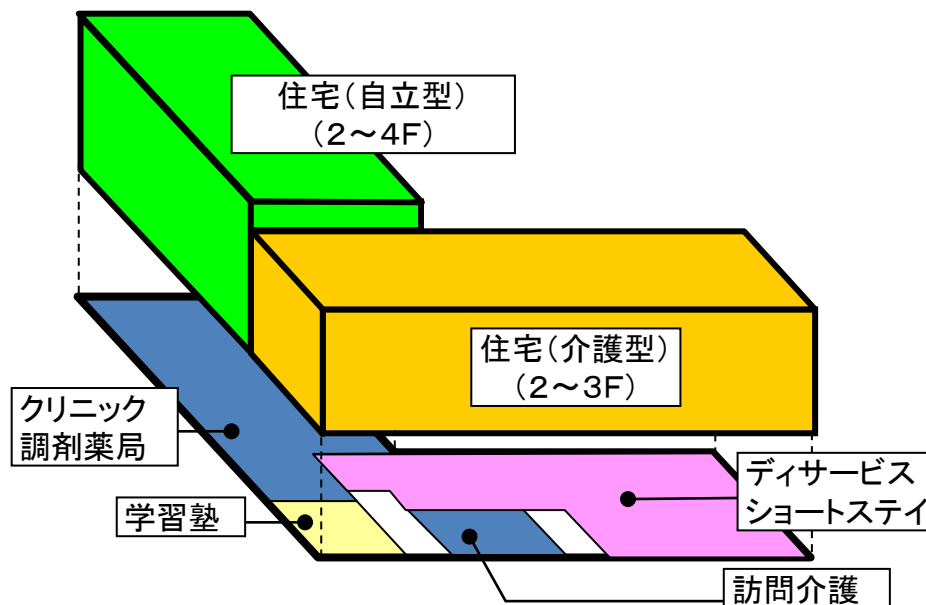 住宅（自立型）
（２～４Ｆ）
住宅（介護型）
（２～３Ｆ）
クリニック
調剤薬局
学習塾
ディサービス
ショートステイ
訪問介護